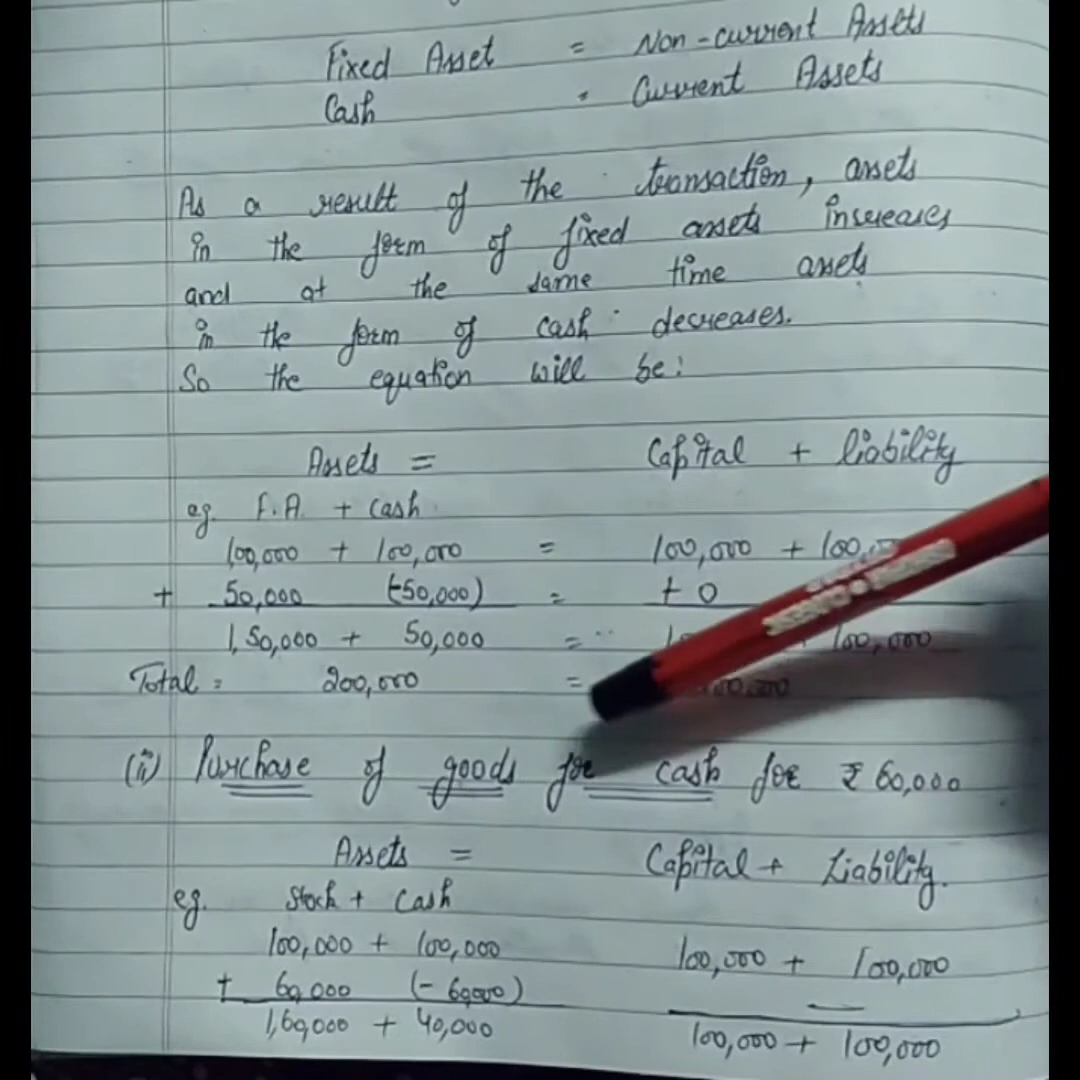 Fixed Asset = Non-current Assets
Cash = Current Assets
As a result of the transaction, assets
in the form of fixed assets increases
and at the same time assets
in the form of cash decreases.
So the equation will be:
Assets = Capital + liability
eg. F.A. + cash
100,000 + 100,000 = 100,000 + 100,
+ 50,000 (-50,000) = + 0
1,50,000 + 50,000 = 100,000
Total = 200,000 =
(ii) Purchase of goods for cash for ₹ 60,000
Assets = Capital + Liability.
eg. Stock + Cash
100,000 + 100,000 100,000 + 100,000
+ 60,000 (- 60,000) —
1,60,000 + 40,000 100,000 + 100,000